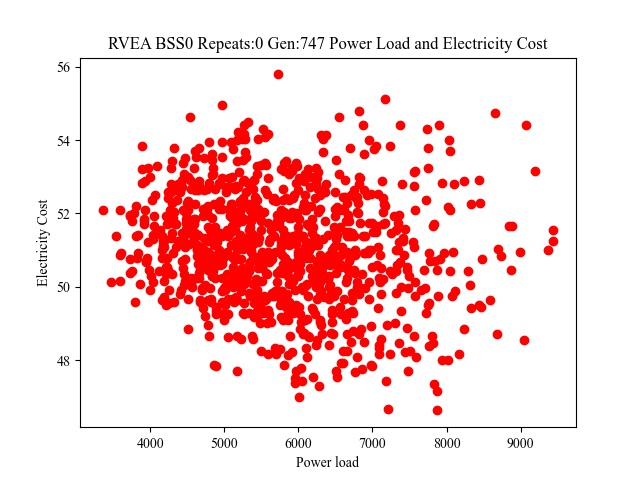 RVEA BSS0 Repeats:0 Gen:747 Power Load and Electricity Cost
56
54
52
50
48
Electricity Cost
4000 5000 6000 7000 8000 9000
Power load